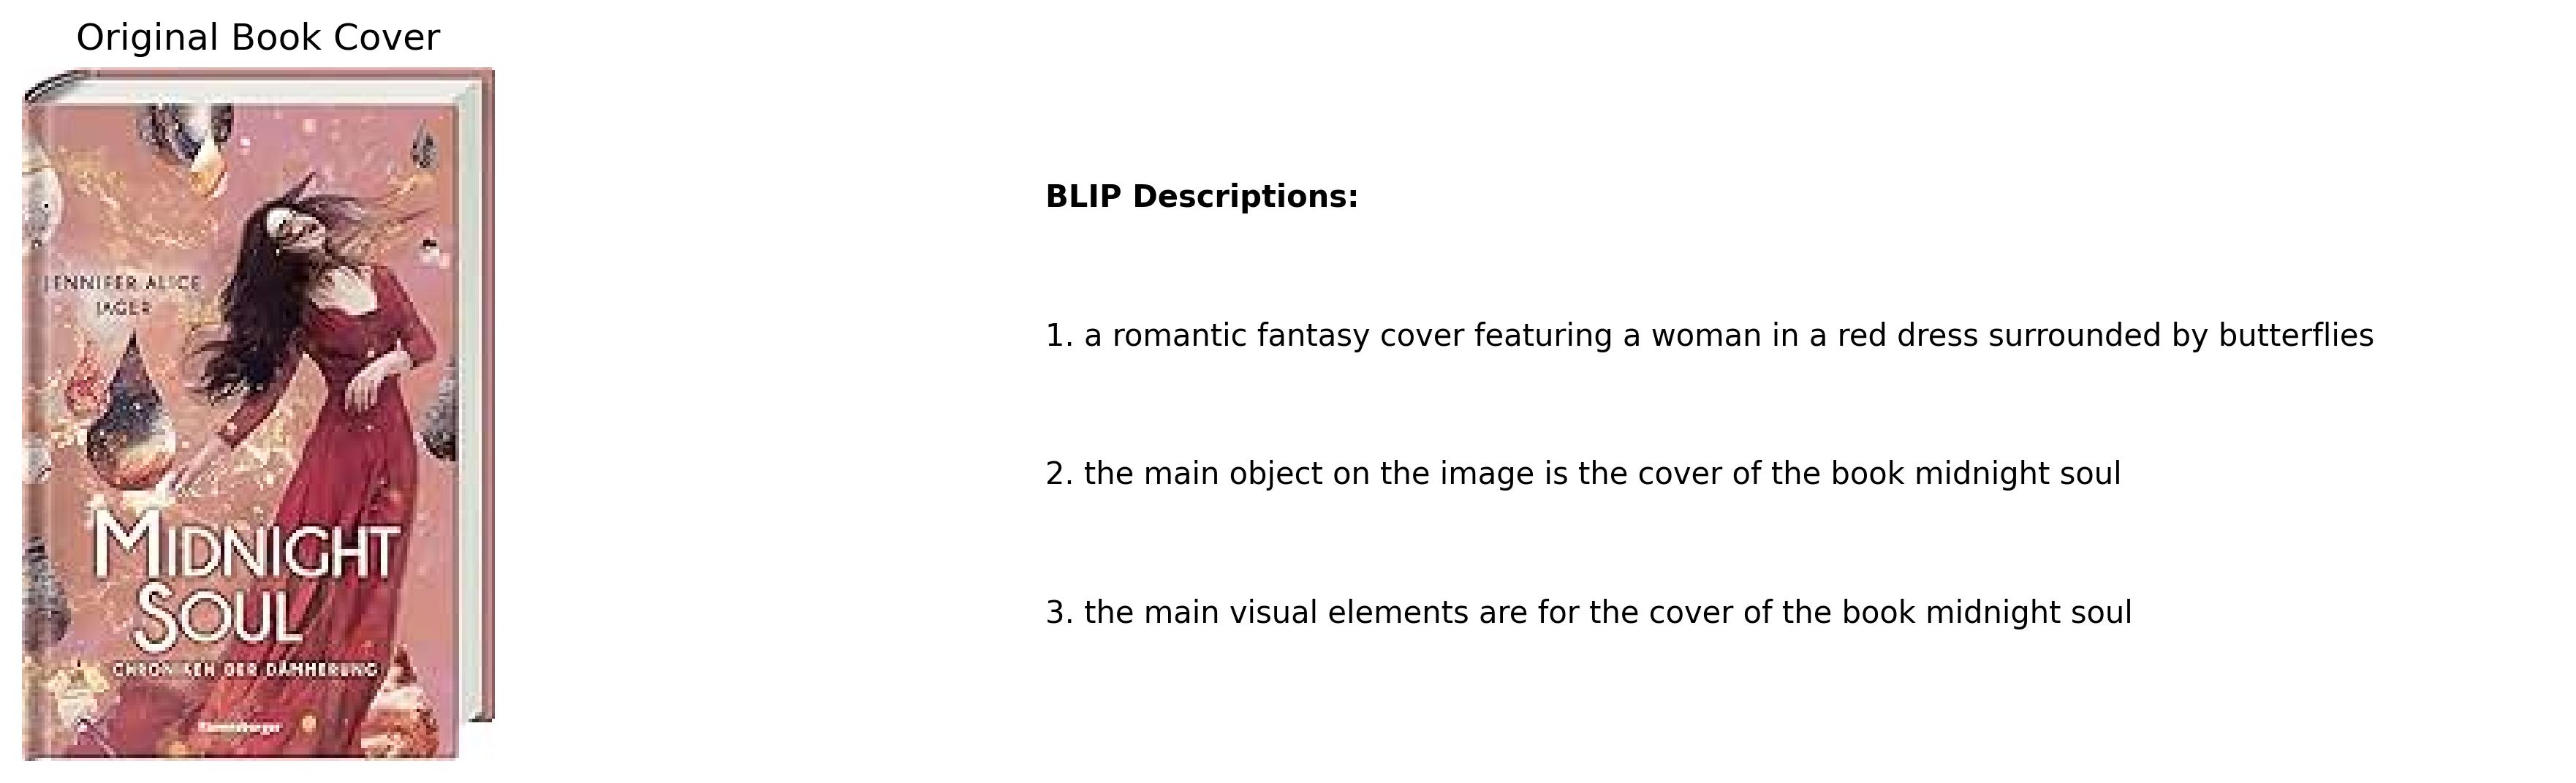 Original Book Cover
JENNIFER ALICE
JAGER
MIDNIGHT
SOUL
CHRONIKEN DER DÄMMERUNG
Ravensburger
BLIP Descriptions:
1. a romantic fantasy cover featuring a woman in a red dress surrounded by butterflies
2. the main object on the image is the cover of the book midnight soul
3. the main visual elements are for the cover of the book midnight soul